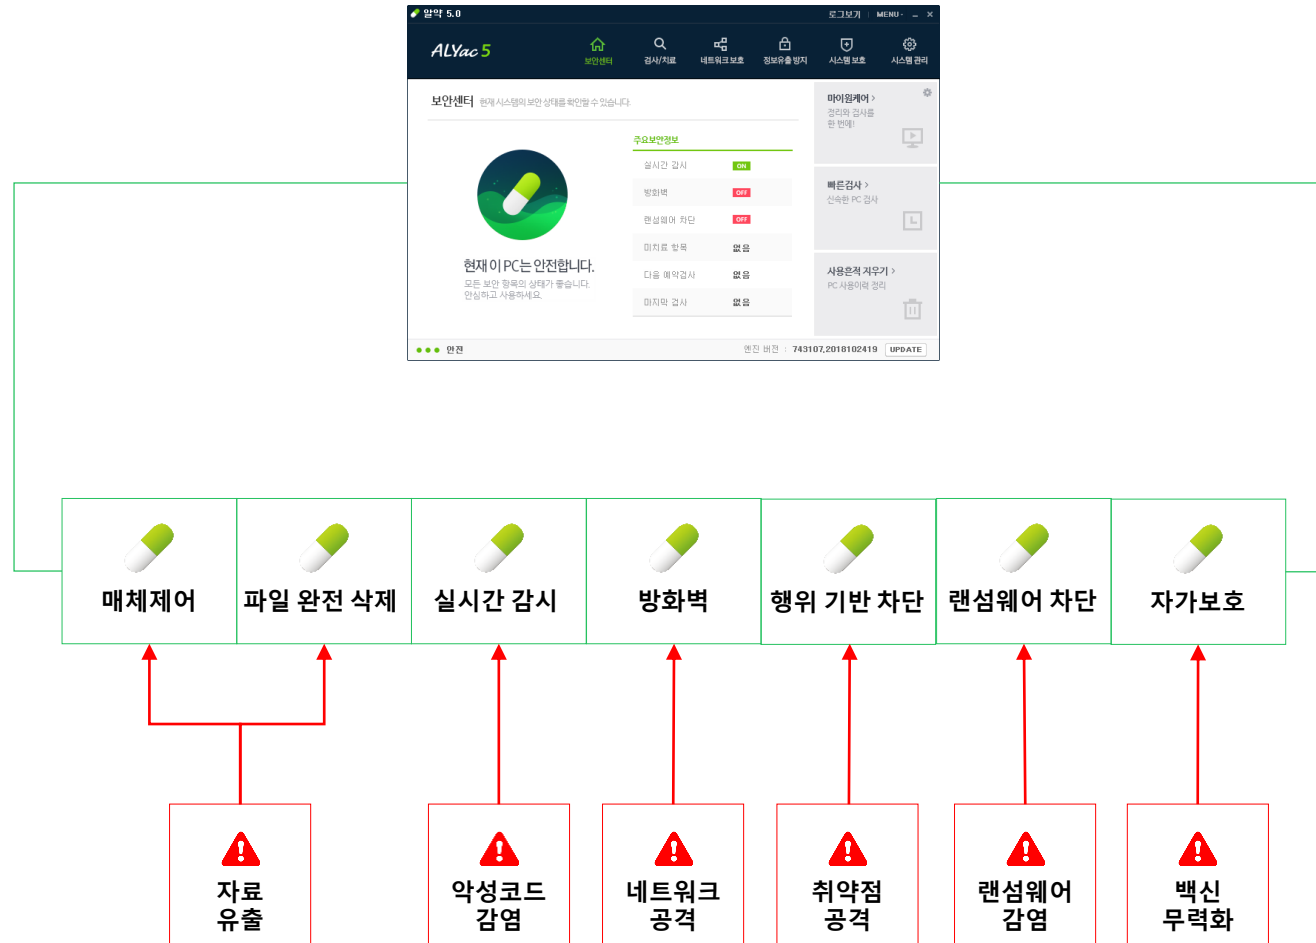 알약 5.0
로그보기 | MENU - _ ×
ALYac 5
보안센터
검사/치료
네트워크 보호
정보유출 방지
시스템 보호
시스템 관리
보안센터 현재 시스템의 보안 상태를 확인할 수 있습니다.
주요보안정보
실시간 감시 ON
방화벽 OFF
랜섬웨어 차단 OFF
미치료 항목 없음
다음 예약검사 없음
마지막 검사 없음
현재 이 PC는 안전합니다.
모든 보안 항목의 상태가 좋습니다.
안심하고 사용하세요.
마이원케어 >
정리와 검사를
한 번에!
빠른검사 >
신속한 PC 검사
사용흔적 지우기 >
PC 사용이력 정리
안전
엔진 버전 : 743107,2018102419 UPDATE
매체제어
파일 완전 삭제
실시간 감시
방화벽
행위 기반 차단
랜섬웨어 차단
자가보호
자료
유출
악성코드
감염
네트워크
공격
취약점
공격
랜섬웨어
감염
백신
무력화